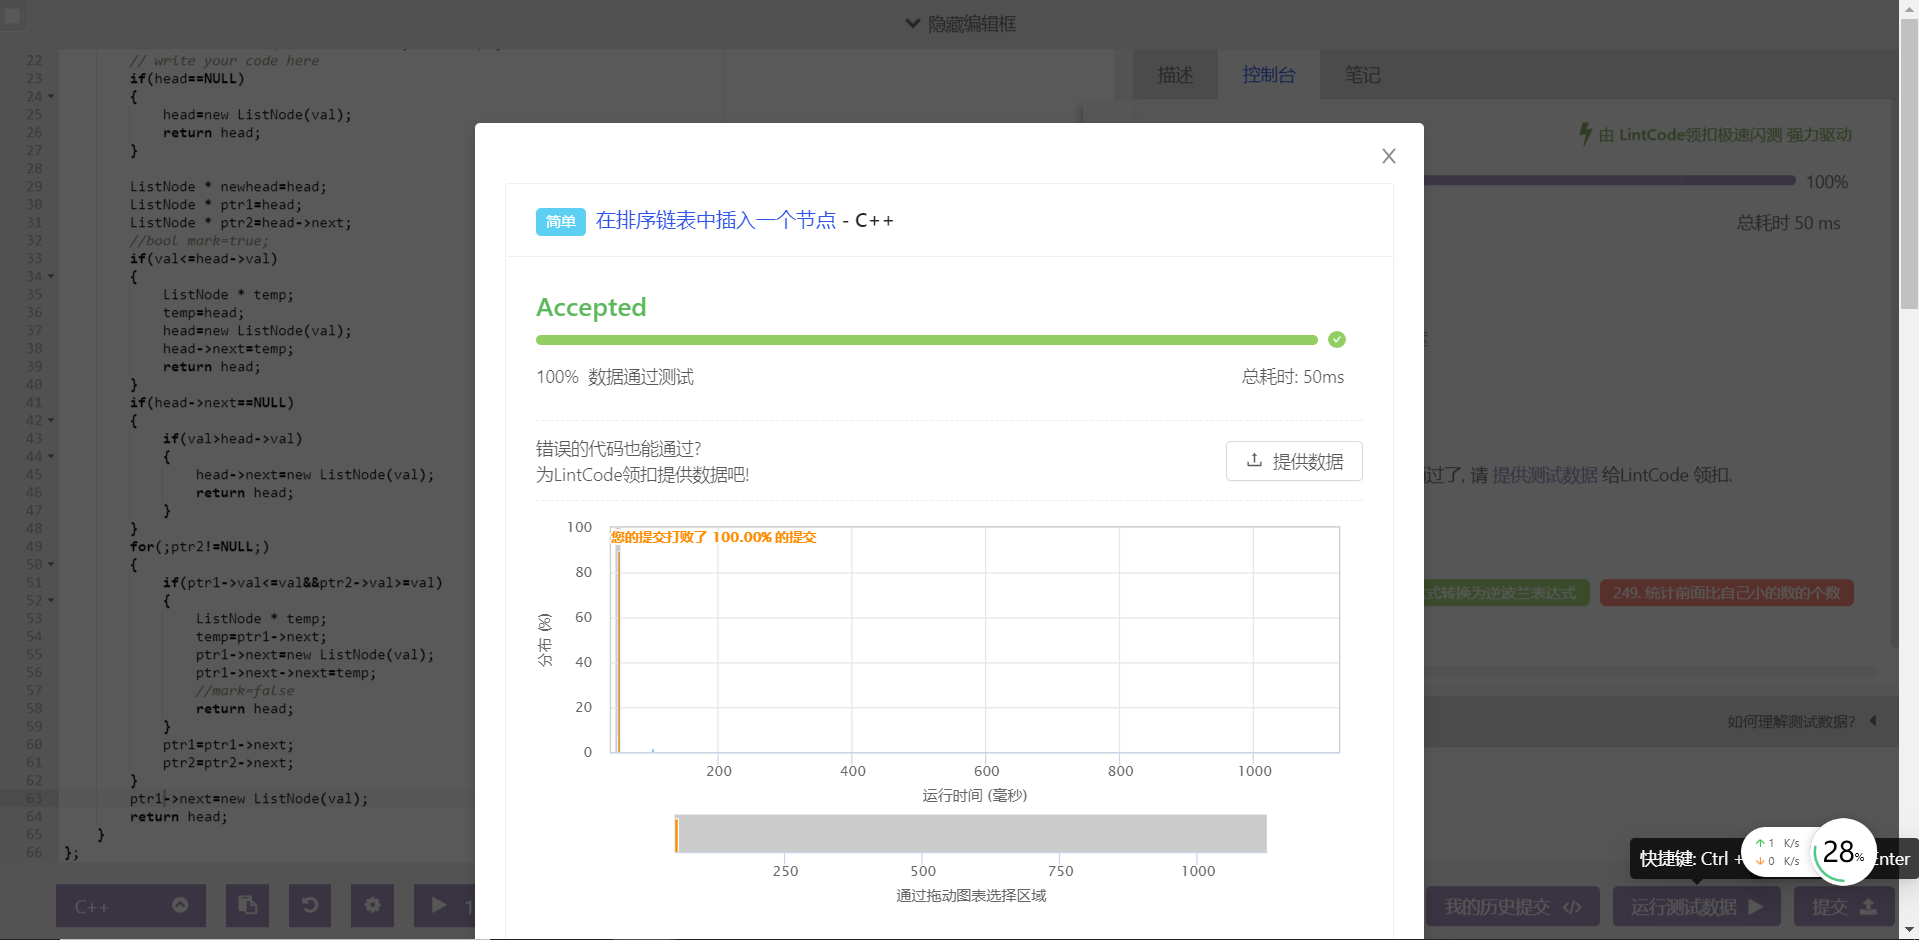 隐藏编辑框
22 // write your code here
23 if(head==NULL)
24 {
25 head=new ListNode(val);
26 return head;
27 }
28
29 ListNode * newhead=head;
30 ListNode * ptr1=head;
31 ListNode * ptr2=head->next;
32 //bool mark=true;
33 if(val<=head->val)
34 {
35 ListNode * temp;
36 temp=head;
37 head=new ListNode(val);
38 head->next=temp;
39 return head;
40 }
41 if(head->next==NULL)
42 {
43 if(val>head->val)
44 {
45 head->next=new ListNode(val);
46 return head;
47 }
48 }
49 for(;ptr2!=NULL;)
50 {
51 if(ptr1->val<=val&&ptr2->val>=val)
52 {
53 ListNode * temp;
54 temp=ptr1->next;
55 ptr1->next=new ListNode(val);
56 ptr1->next->next=temp;
57 //mark=false
58 return head;
59 }
60 ptr1=ptr1->next;
61 ptr2=ptr2->next;
62 }
63 ptr1->next=new ListNode(val);
64 return head;
65 }
66 };
C++
1
描述 控制台 笔记
由 LintCode领扣极速闪测 强力驱动
100%
总耗时 50 ms
过了, 请 提供测试数据 给LintCode 领扣.
式转换为逆波兰表达式 249. 统计前面比自己小的数的个数
如何理解测试数据?
X
简单 在排序链表中插入一个节点 - C++
Accepted
100% 数据通过测试 总耗时: 50ms
错误的代码也能通过?
为LintCode领扣提供数据吧!
提供数据
您的提交打败了 100.00% 的提交
100
80
60
40
20
0
分布 (%)
200 400 600 800 1000
运行时间 (毫秒)
250 500 750 1000
通过拖动图表选择区域
快捷键: Ctrl + Enter
1 K/s
0 K/s
28%
我的历史提交 运行测试数据 提交